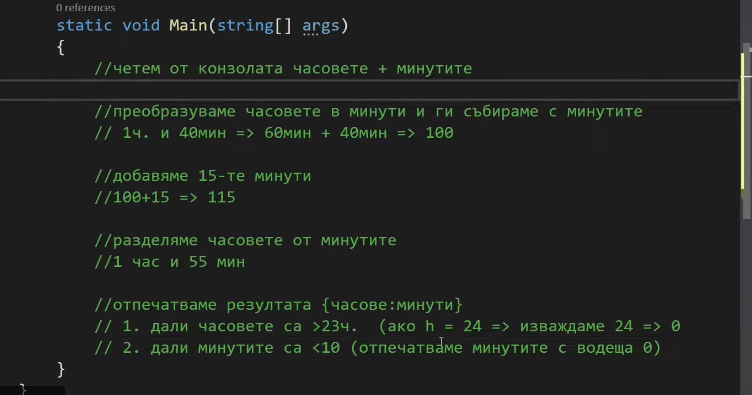 0 references
static void Main(string[] args)
{
//четем от конзолата часовете + минутите
//преобразуваме часовете в минути и ги събираме с минутите
// 1ч. и 40мин => 60мин + 40мин => 100
//добавяме 15-те минути
//100+15 => 115
//разделяме часовете от минутите
//1 час и 55 мин
//отпечатваме резултата {часове:минути}
// 1. дали часовете са >23ч.  (ако h = 24 => изваждаме 24 => 0
// 2. дали минутите са <10 (отпечатваме минутите с водеща 0)
}
}